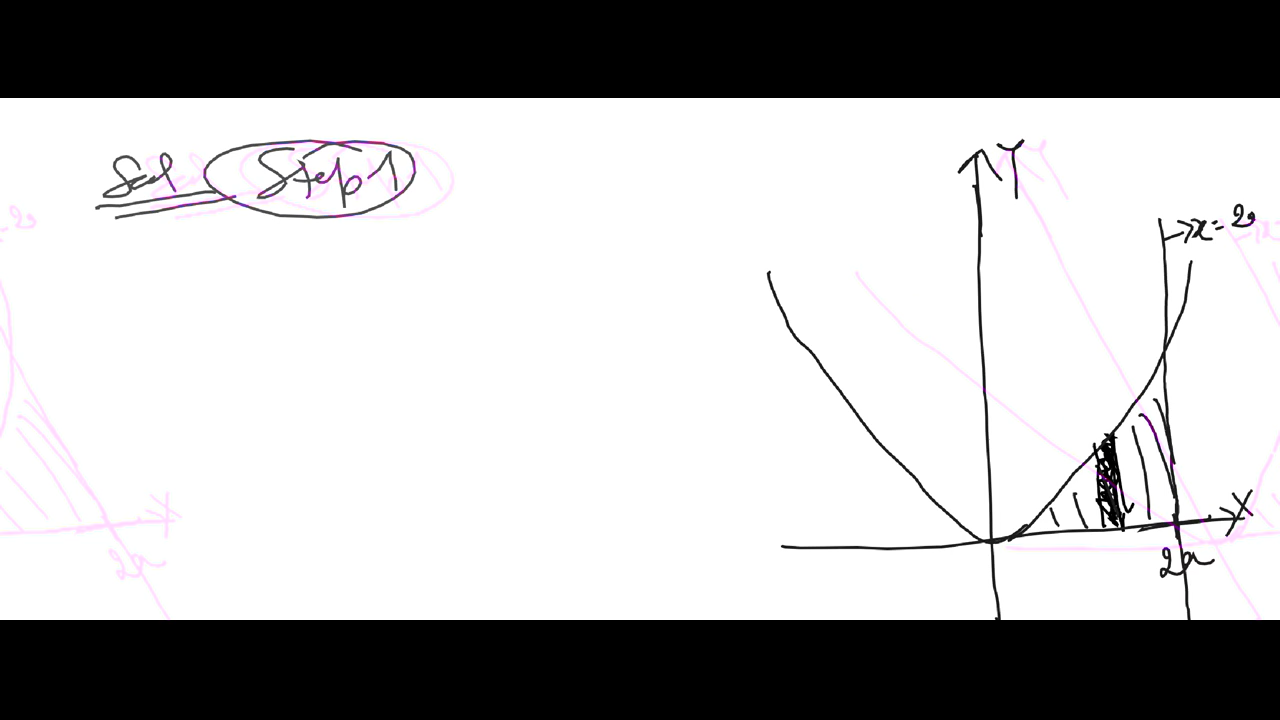 Sol Step 1
Y
x = 2a
X
2a